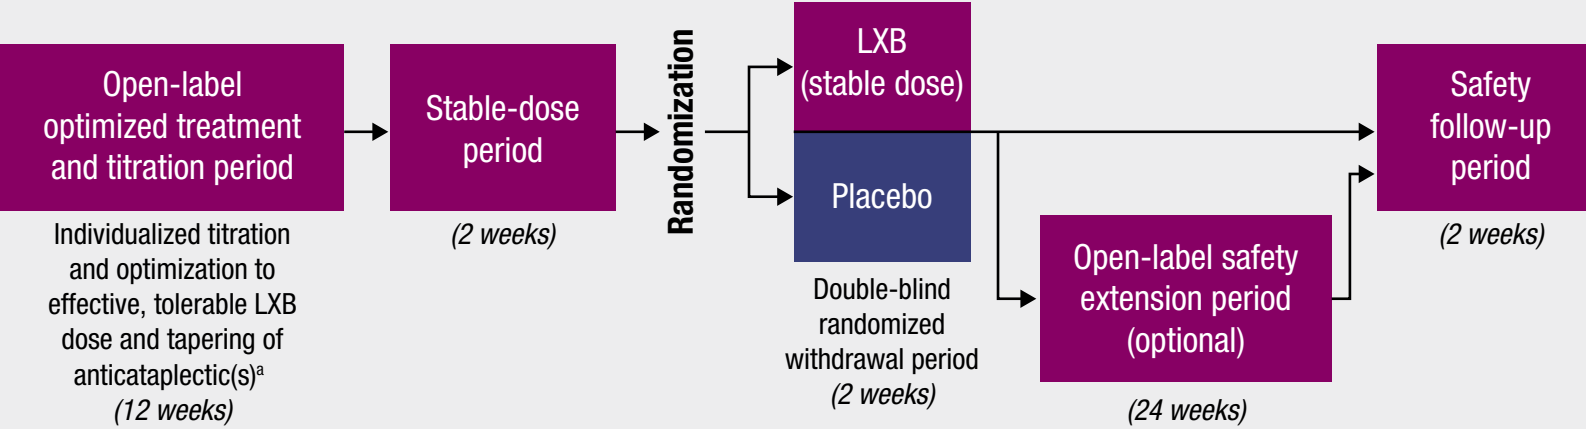 Open-label
optimized treatment
and titration period
Individualized titration
and optimization to
effective, tolerable LXB
dose and tapering of
anticataplectic(s)ᵃ
(12 weeks)
Stable-dose
period
(2 weeks)
Randomization
LXB
(stable dose)
Placebo
Double-blind
randomized
withdrawal period
(2 weeks)
Open-label safety
extension period
(optional)
(24 weeks)
Safety
follow-up
period
(2 weeks)